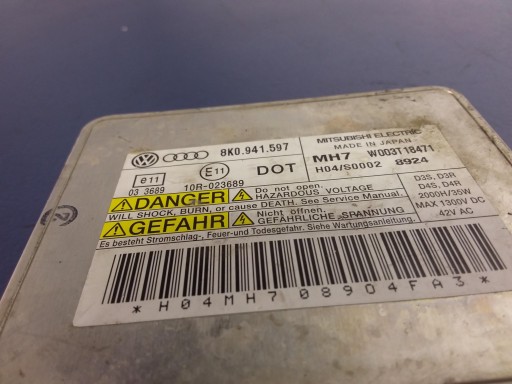 8K0.941.597
MITSUBISHI ELECTRIC
MADE IN JAPAN
e11
E11
DOT
MH7 W003T18471
03 3689
10R-023689
H04/S0002 8924
DANGER
Do not open.
HAZARDOUS VOLTAGE
WILL SHOCK, BURN, or cause DEATH. See Service Manual.
GEFAHR
Nicht öffnen.
GEFÄHRLICHE SPANNUNG
Es besteht Stromschlag-, Feuer-und Todesgefahr. Siehe Wartungsanleitung.
D3S, D3R
D4S, D4R
2000H/35W
MAX 1300V DC
42V AC
*H04MH708904FA3*